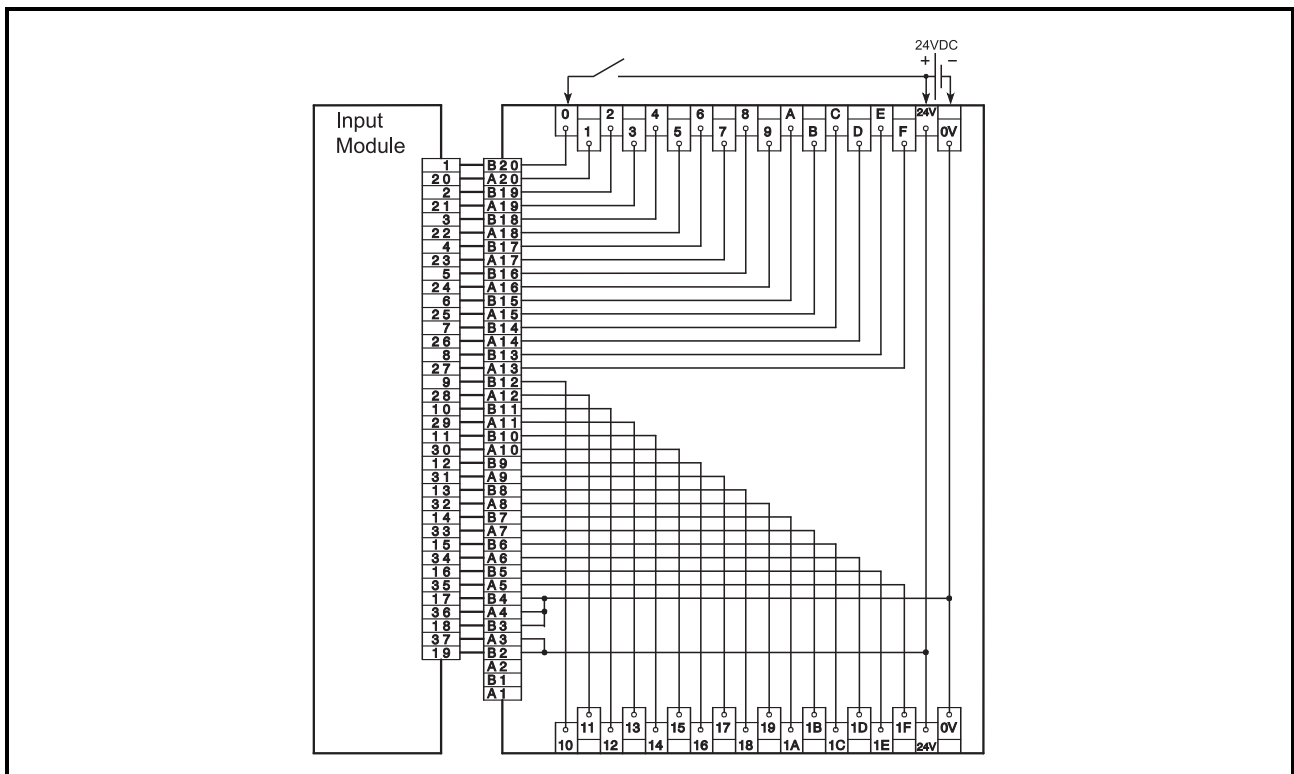 24VDC
+ −
0 2 4 6 8 A C E 24V
1 3 5 7 9 B D F 0V
Input
Module
1 B20
20 A20
2 B19
21 A19
3 B18
22 A18
4 B17
23 A17
5 B16
24 A16
6 B15
25 A15
7 B14
26 A14
8 B13
27 A13
9 B12
28 A12
10 B11
29 A11
11 B10
30 A10
12 B9
31 A9
13 B8
32 A8
14 B7
33 A7
15 B6
34 A6
16 B5
35 A5
17 B4
36 A4
18 B3
37 A3
19 B2
A2
B1
A1
11 13 15 17 19 1B 1D 1F 0V
10 12 14 16 18 1A 1C 1E 24V